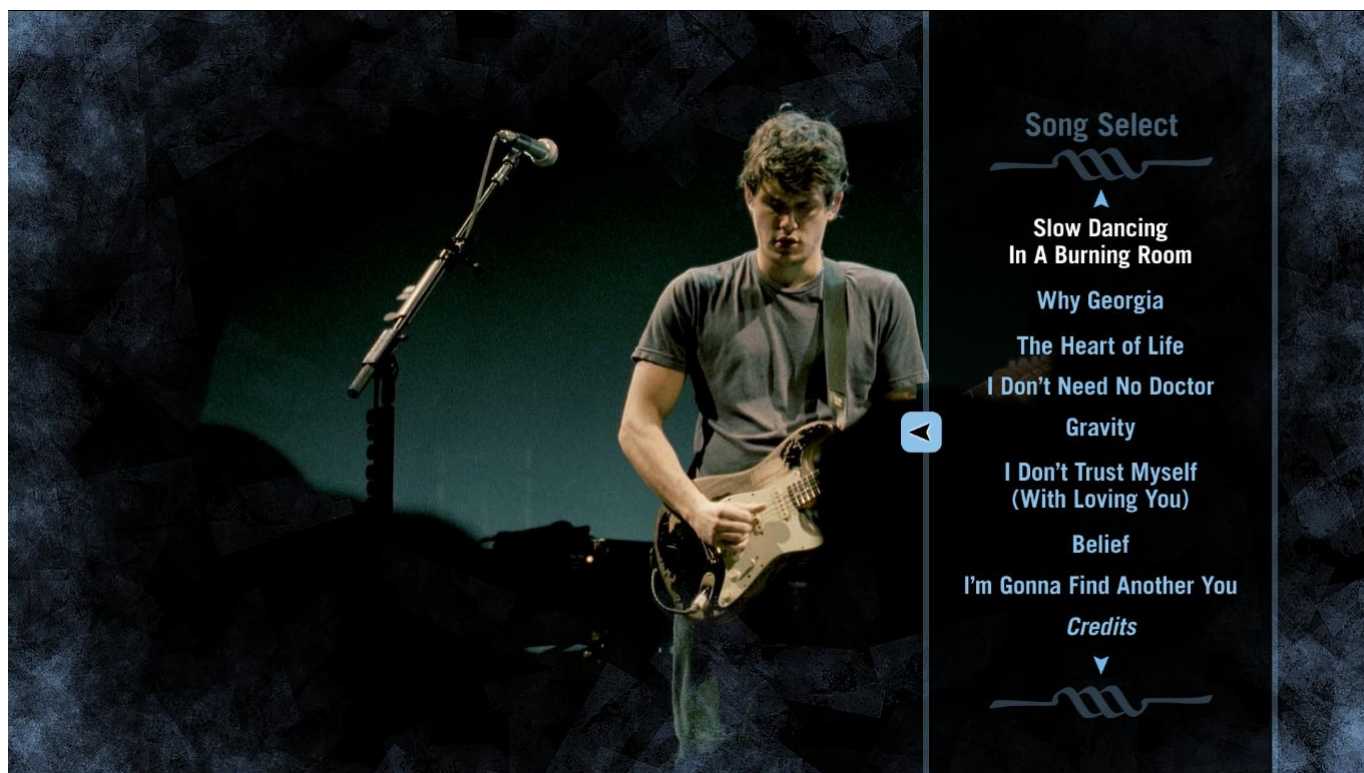 Song Select
Slow Dancing
In A Burning Room
Why Georgia
The Heart of Life
I Don't Need No Doctor
Gravity
I Don't Trust Myself
(With Loving You)
Belief
I'm Gonna Find Another You
Credits